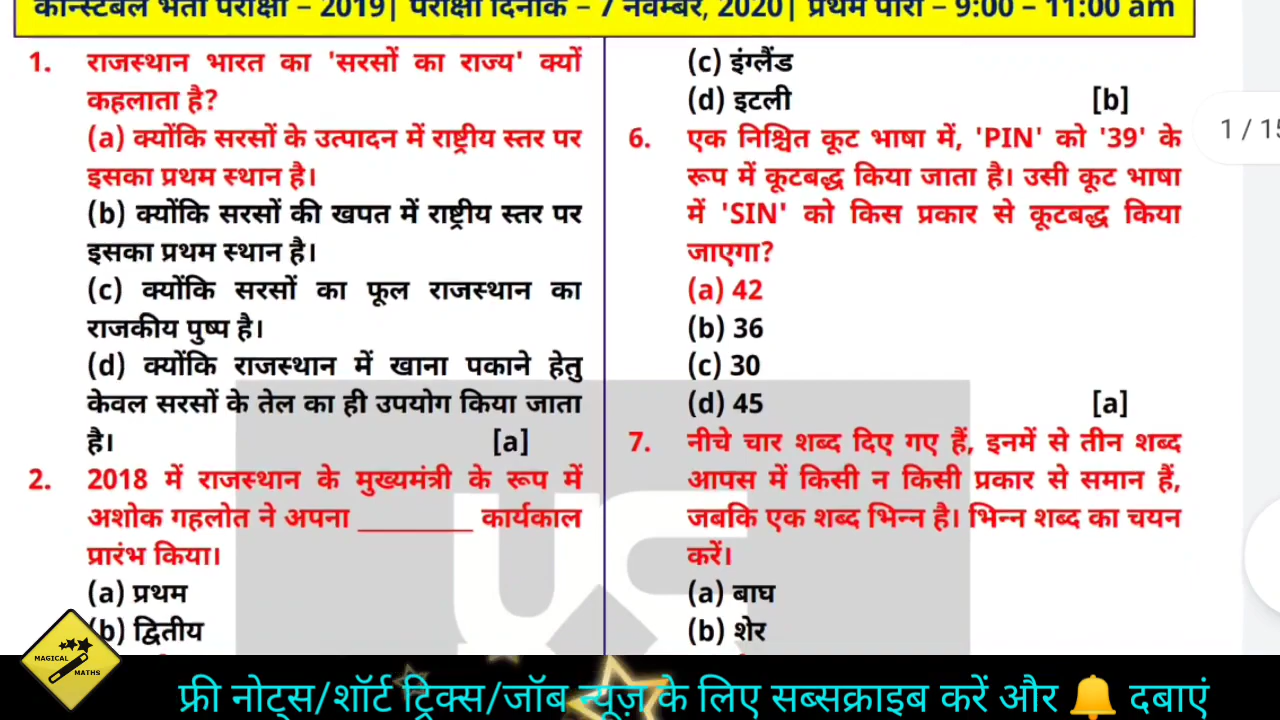 कॉन्स्टेबल भर्ती परीक्षा – 2019| परीक्षा दिनांक – 7 नवम्बर, 2020| प्रथम पारी – 9:00 – 11:00 am
1. राजस्थान भारत का 'सरसों का राज्य' क्यों
कहलाता है?
(a) क्योंकि सरसों के उत्पादन में राष्ट्रीय स्तर पर
इसका प्रथम स्थान है।
(b) क्योंकि सरसों की खपत में राष्ट्रीय स्तर पर
इसका प्रथम स्थान है।
(c) क्योंकि सरसों का फूल राजस्थान का
राजकीय पुष्प है।
(d) क्योंकि राजस्थान में खाना पकाने हेतु
केवल सरसों के तेल का ही उपयोग किया जाता
है। [a]
2. 2018 में राजस्थान के मुख्यमंत्री के रूप में
अशोक गहलोत ने अपना ________ कार्यकाल
प्रारंभ किया।
(a) प्रथम
(b) द्वितीय
(c) इंग्लैंड
(d) इटली [b]
6. एक निश्चित कूट भाषा में, 'PIN' को '39' के
रूप में कूटबद्ध किया जाता है। उसी कूट भाषा
में 'SIN' को किस प्रकार से कूटबद्ध किया
जाएगा?
(a) 42
(b) 36
(c) 30
(d) 45 [a]
7. नीचे चार शब्द दिए गए हैं, इनमें से तीन शब्द
आपस में किसी न किसी प्रकार से समान हैं,
जबकि एक शब्द भिन्न है। भिन्न शब्द का चयन
करें।
(a) बाघ
(b) शेर
1 / 15
MAGICAL
MATHS
फ्री नोट्स/शॉर्ट ट्रिक्स/जॉब न्यूज़ के लिए सब्सक्राइब करें और 🔔 दबाएं